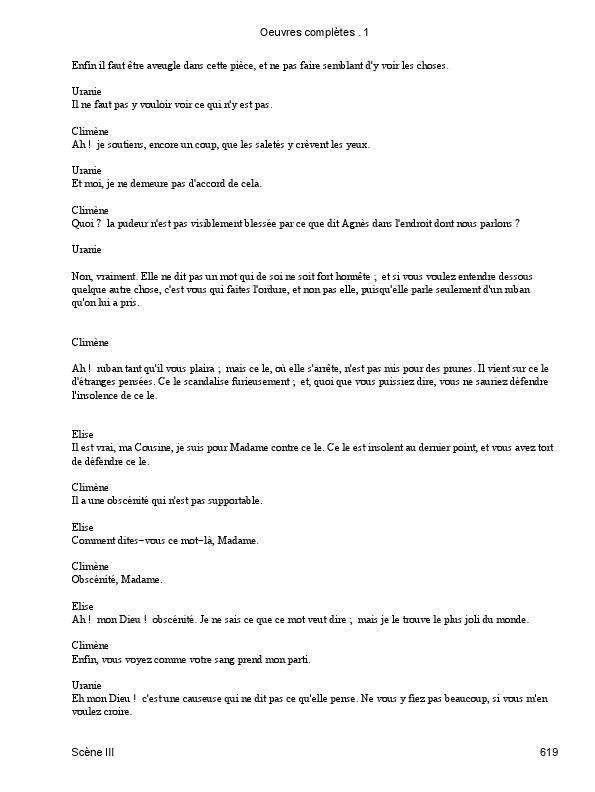 Oeuvres complètes . 1
Enfin il faut être aveugle dans cette pièce, et ne pas faire semblant d'y voir les choses.
Uranie
Il ne faut pas y vouloir voir ce qui n'y est pas.
Climène
Ah !  je soutiens, encore un coup, que les saletés y crèvent les yeux.
Uranie
Et moi, je ne demeure pas d'accord de cela.
Climène
Quoi ?  la pudeur n'est pas visiblement blessée par ce que dit Agnès dans l'endroit dont nous parlons ?
Uranie
Non, vraiment. Elle ne dit pas un mot qui de soi ne soit fort honnête ;  et si vous voulez entendre dessous
quelque autre chose, c'est vous qui faites l'ordure, et non pas elle, puisqu'elle parle seulement d'un ruban
qu'on lui a pris.
Climène
Ah !  ruban tant qu'il vous plaira ;  mais ce le, où elle s'arrête, n'est pas mis pour des prunes. Il vient sur ce le
d'étranges pensées. Ce le scandalise furieusement ;  et, quoi que vous puissiez dire, vous ne sauriez défendre
l'insolence de ce le.
Elise
Il est vrai, ma Cousine, je suis pour Madame contre ce le. Ce le est insolent au dernier point, et vous avez tort
de défendre ce le.
Climène
Il a une obscénité qui n'est pas supportable.
Elise
Comment dites−vous ce mot−là, Madame.
Climène
Obscénité, Madame.
Elise
Ah !  mon Dieu !  obscénité. Je ne sais ce que ce mot veut dire ;  mais je le trouve le plus joli du monde.
Climène
Enfin, vous voyez comme votre sang prend mon parti.
Uranie
Eh mon Dieu !  c'est une causeuse qui ne dit pas ce qu'elle pense. Ne vous y fiez pas beaucoup, si vous m'en
voulez croire.
Scène III
619